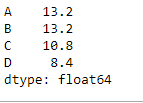 A    13.2
B    13.2
C    10.8
D     8.4
dtype: float64